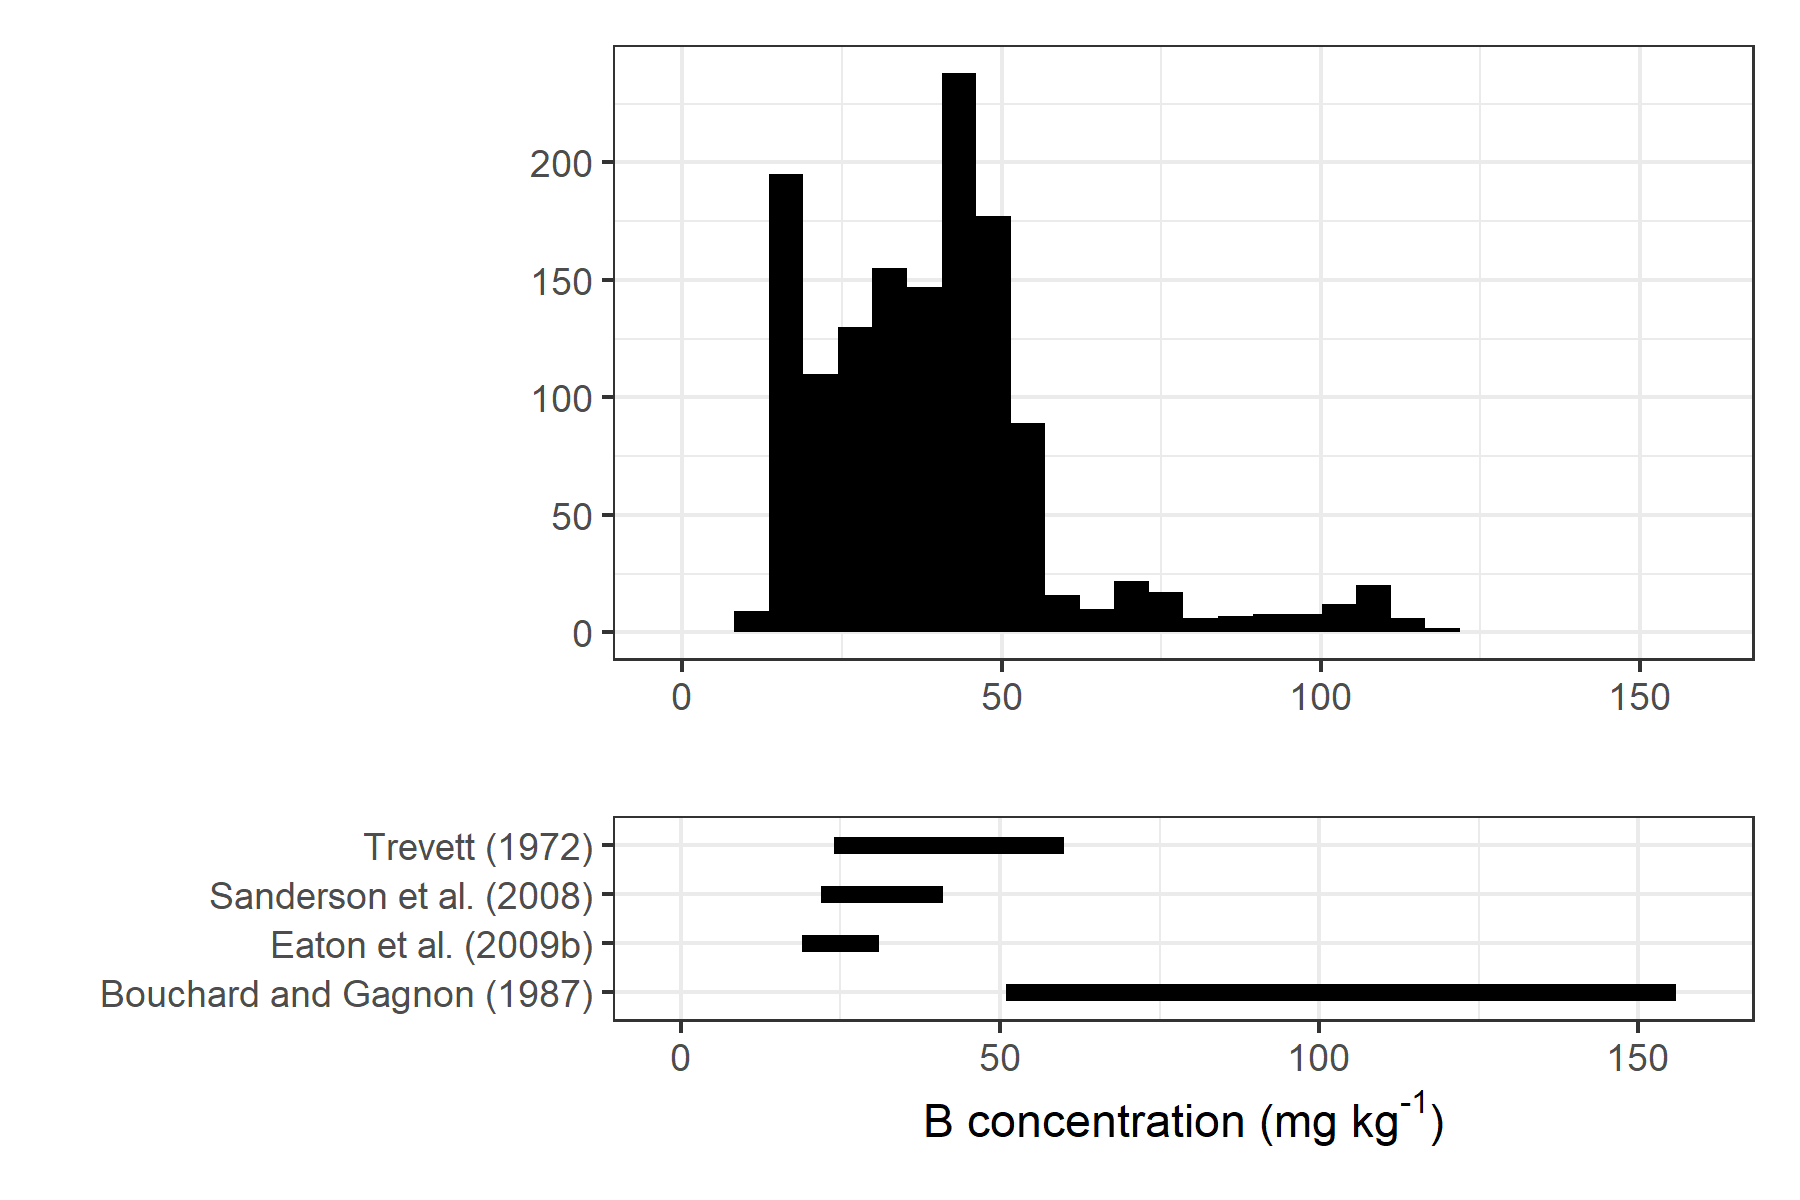 200
150
100
50
0
0 50 100 150
Trevett (1972)
Sanderson et al. (2008)
Eaton et al. (2009b)
Bouchard and Gagnon (1987)
0 50 100 150
B concentration (mg kg⁻¹)